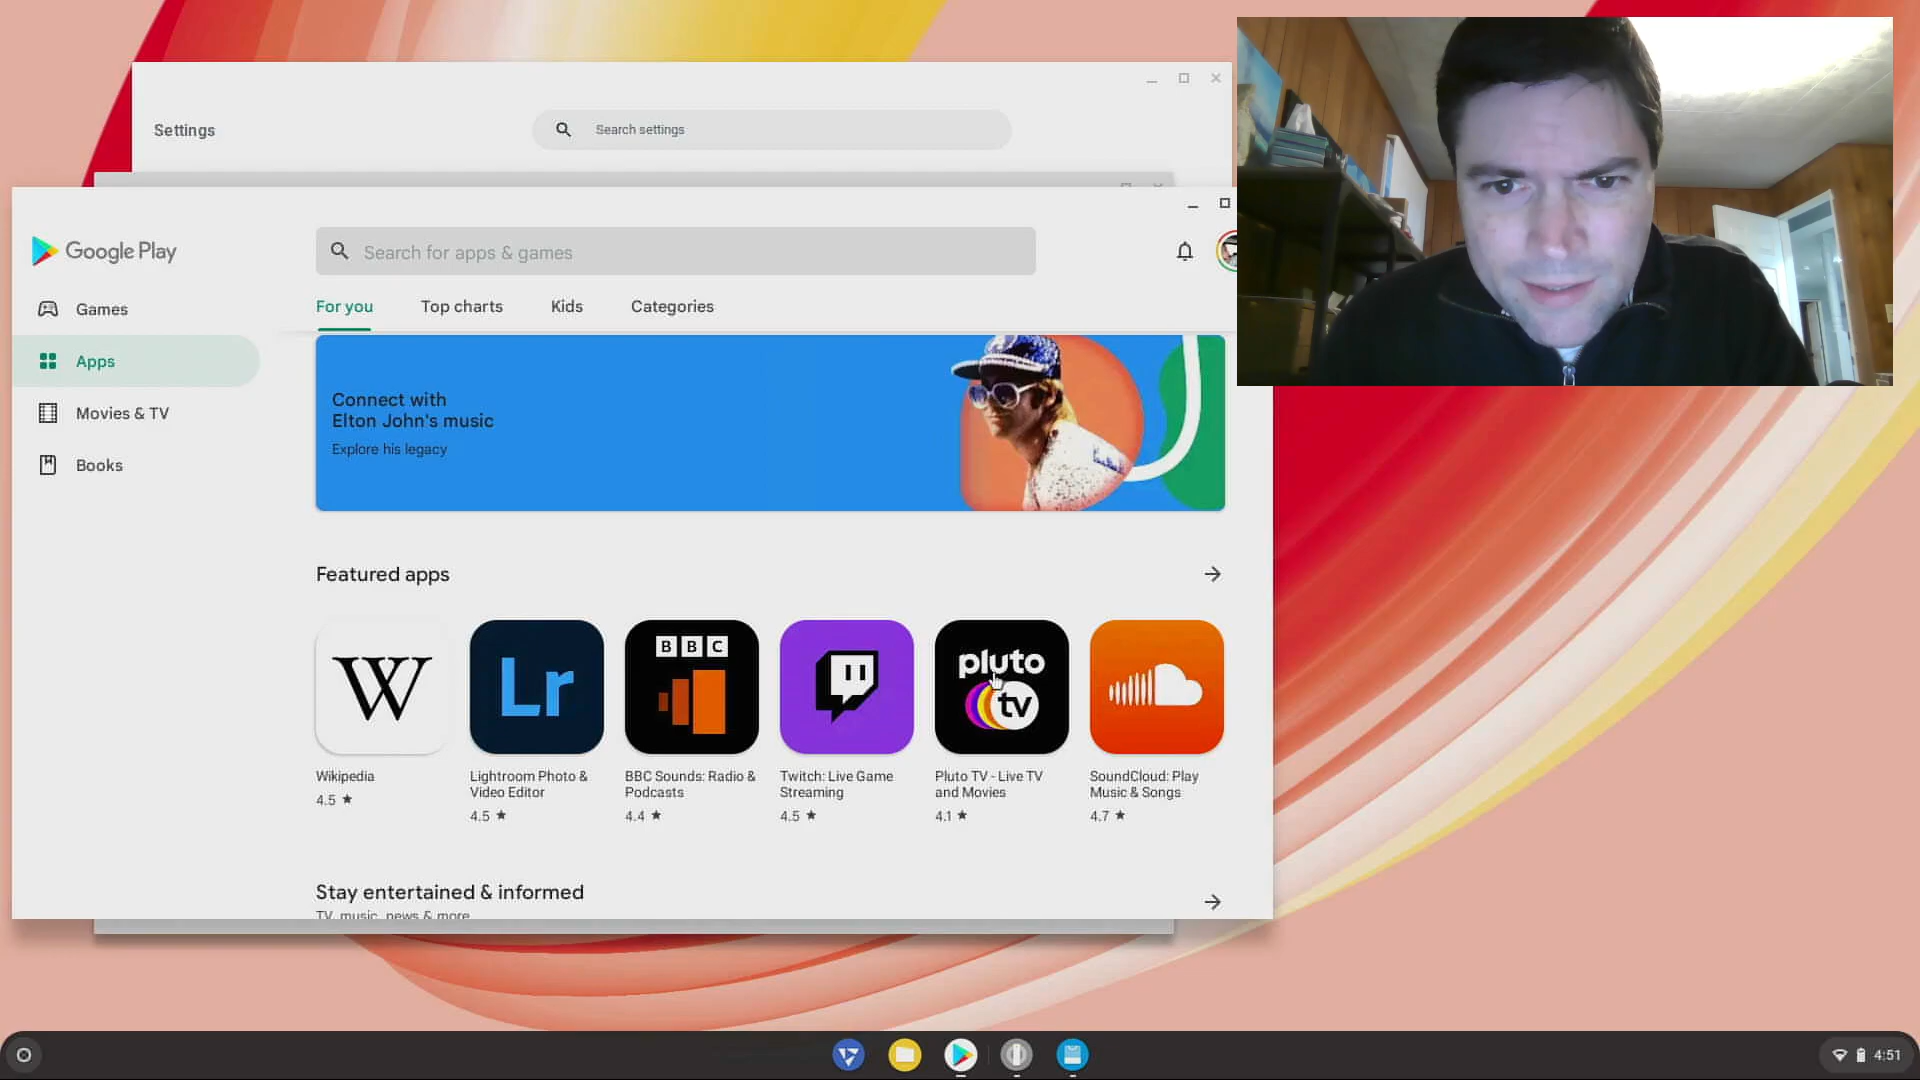 Settings
Search settings
Google Play
Search for apps & games
Games
Apps
Movies & TV
Books
For you
Top charts
Kids
Categories
Connect with
Elton John's music
Explore his legacy
Featured apps
W
Lr
BBC
pluto
tv
Wikipedia
4.5 ★
Lightroom Photo &
Video Editor
4.5 ★
BBC Sounds: Radio &
Podcasts
4.4 ★
Twitch: Live Game
Streaming
4.5 ★
Pluto TV - Live TV
and Movies
4.1 ★
SoundCloud: Play
Music & Songs
4.7 ★
Stay entertained & informed
TV, music, news & more
4:51